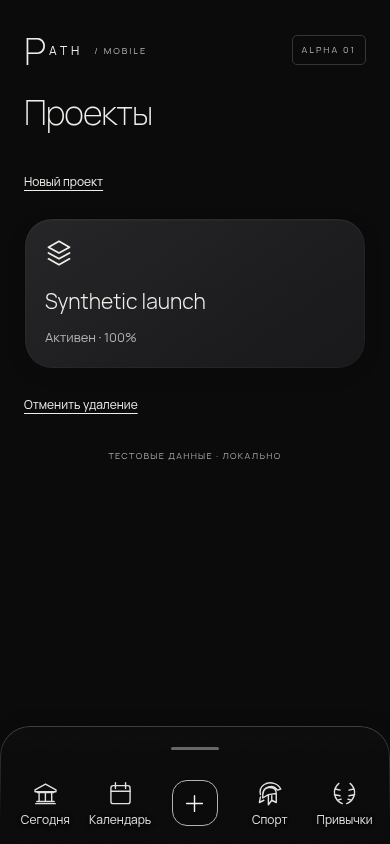 PATH / MOBILE
ALPHA 01
Проекты
Новый проект
Synthetic launch
Активен · 100%
Отменить удаление
ТЕСТОВЫЕ ДАННЫЕ · ЛОКАЛЬНО
Сегодня
Календарь
Спорт
Привычки